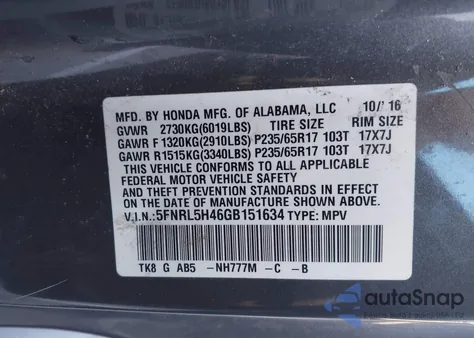 MFD. BY HONDA MFG. OF ALABAMA, LLC 10/16
GVWR 2730KG(6019LBS) TIRE SIZE RIM SIZE
GAWR F 1320KG(2910LBS) P235/65R17 103T 17X7J
GAWR R 1515KG(3340LBS) P235/65R17 103T 17X7J
THIS VEHICLE CONFORMS TO ALL APPLICABLE
FEDERAL MOTOR VEHICLE SAFETY
AND THEFT PREVENTION STANDARDS IN EFFECT
ON THE DATE OF MANUFACTURE SHOWN ABOVE.
V.I.N.: 5FNRL5H46GB151634 TYPE: MPV
TK8 G AB5 -NH777M -C -B
autoSnap